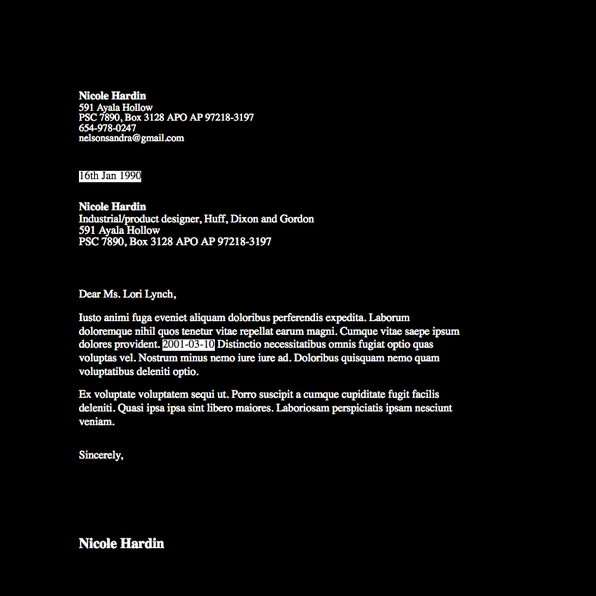 Nicole Hardin
591 Ayala Hollow
PSC 7890, Box 3128 APO AP 97218-3197
654-978-0247
nelsonsandra@gmail.com
16th Jan 1990
Nicole Hardin
Industrial/product designer, Huff, Dixon and Gordon
591 Ayala Hollow
PSC 7890, Box 3128 APO AP 97218-3197
Dear Ms. Lori Lynch,
Iusto animi fuga eveniet aliquam doloribus perferendis expedita. Laborum
doloremque nihil quos tenetur vitae repellat earum magni. Cumque vitae saepe ipsum
dolores provident. 2001-03-10 Distinctio necessitatibus omnis fugiat optio quas
voluptas vel. Nostrum minus nemo iure iure ad. Doloribus quisquam nemo quam
voluptatibus deleniti optio.
Ex voluptate voluptatem sequi ut. Porro suscipit a cumque cupiditate fugit facilis
deleniti. Quasi ipsa ipsa sint libero maiores. Laboriosam perspiciatis ipsam nesciunt
veniam.
Sincerely,
Nicole Hardin